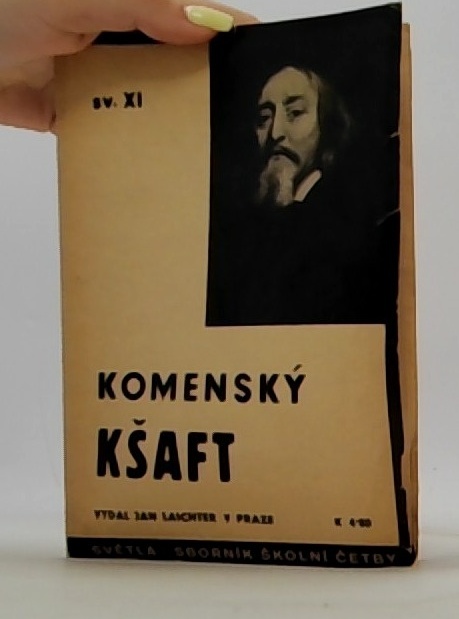 sv. XI
KOMENSKÝ
KŠAFT
VYDAL JAN LAICHTER V PRAZE K 4·80
SVĚTLA SBORNÍK ŠKOLNÍ ČETBY